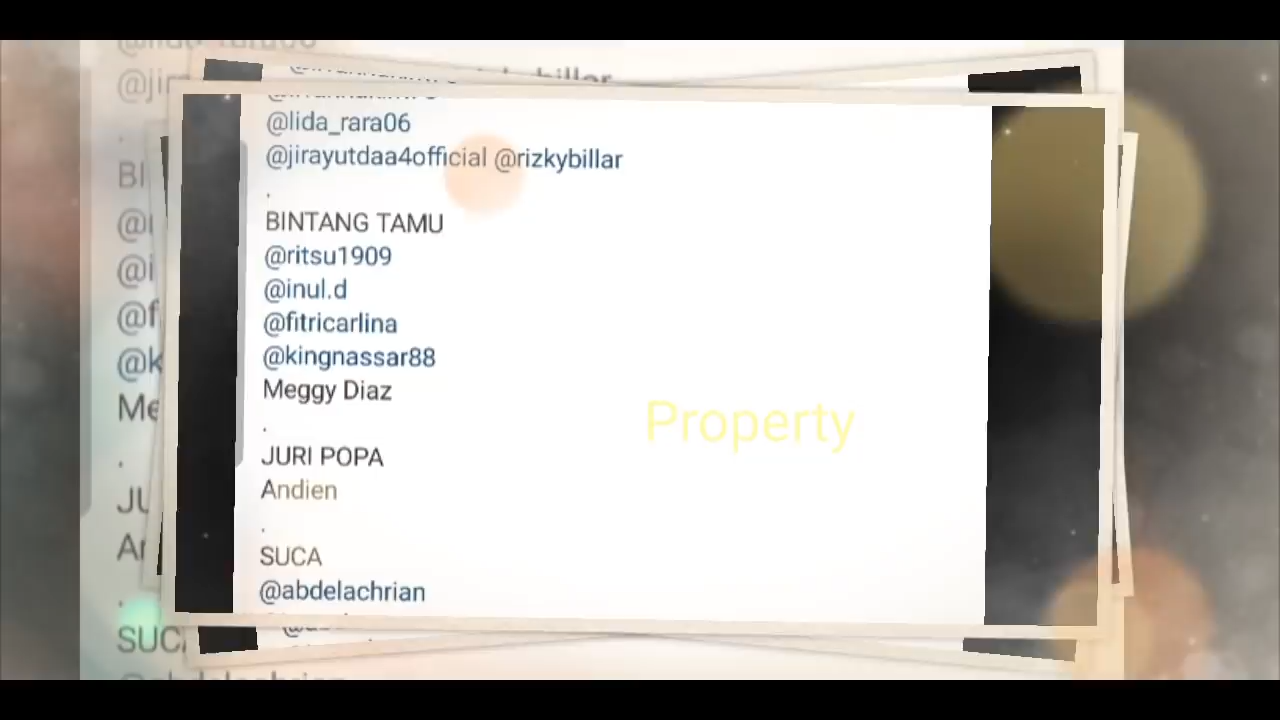 @lida_rara06
@jirayutdaa4official @rizkybillar
.
BINTANG TAMU
@ritsu1909
@inul.d
@fitricarlina
@kingnassar88
Meggy Diaz
.
JURI POPA
Andien
.
SUCA
@abdelachrian
Property